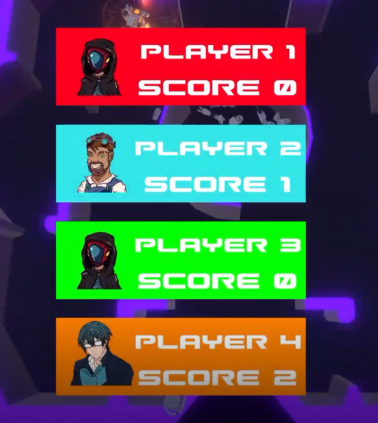 PLAYER 1
SCORE 0
PLAYER 2
SCORE 1
PLAYER 3
SCORE 0
PLAYER 4
SCORE 2